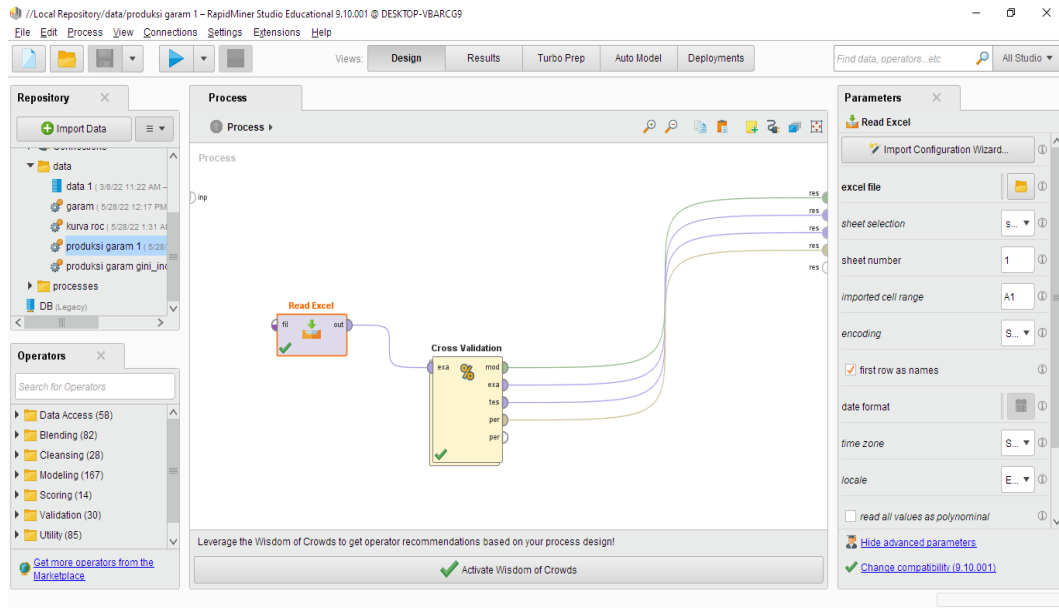 //Local Repository/data/produksi garam 1 – RapidMiner Studio Educational 9.10.001 @ DESKTOP-VBARCG9
File Edit Process View Connections Settings Extensions Help
Views: Design Results Turbo Prep Auto Model Deployments
Find data, operators...etc
All Studio
Repository
Import Data
data
data 1 ( 3/8/22 11:22 AM –
garam ( 5/28/22 12:17 PM
kurva roc ( 5/28/22 1:31 AM
produksi garam 1 ( 5/28/
produksi garam gini_ind
processes
DB (Legacy)
Operators
Search for Operators
Data Access (58)
Blending (82)
Cleansing (28)
Modeling (167)
Scoring (14)
Validation (30)
Utility (85)
Get more operators from the
Marketplace
Process
Process
Process
inp
res
res
res
res
res
Read Excel
fil out
Cross Validation
exa % mod
exa
tes
per
per
Leverage the Wisdom of Crowds to get operator recommendations based on your process design!
Activate Wisdom of Crowds
Parameters
Read Excel
Import Configuration Wizard...
excel file
sheet selection s...
sheet number 1
imported cell range A1
encoding S...
first row as names
date format
time zone S...
locale E...
read all values as polynominal
Hide advanced parameters
Change compatibility (9.10.001)